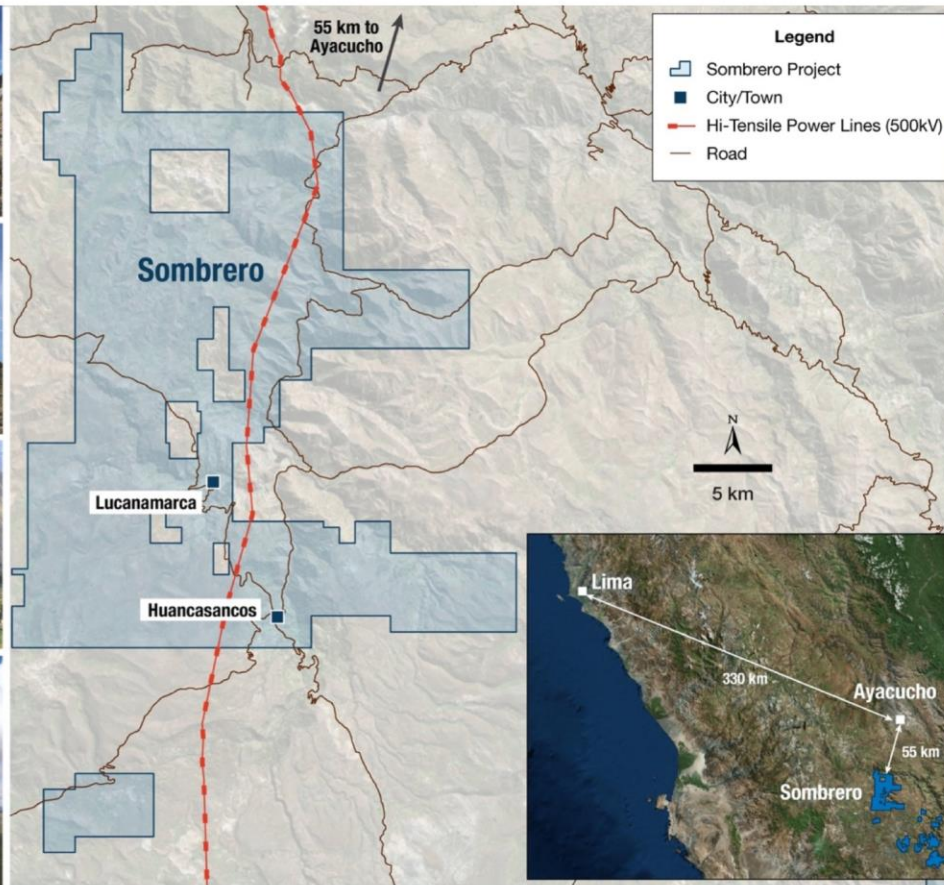 55 km to
Ayacucho
Legend
Sombrero Project
City/Town
Hi-Tensile Power Lines (500kV)
Road
Sombrero
N
5 km
Lucanamarca
Huancasancos
Lima
330 km
Ayacucho
55 km
Sombrero